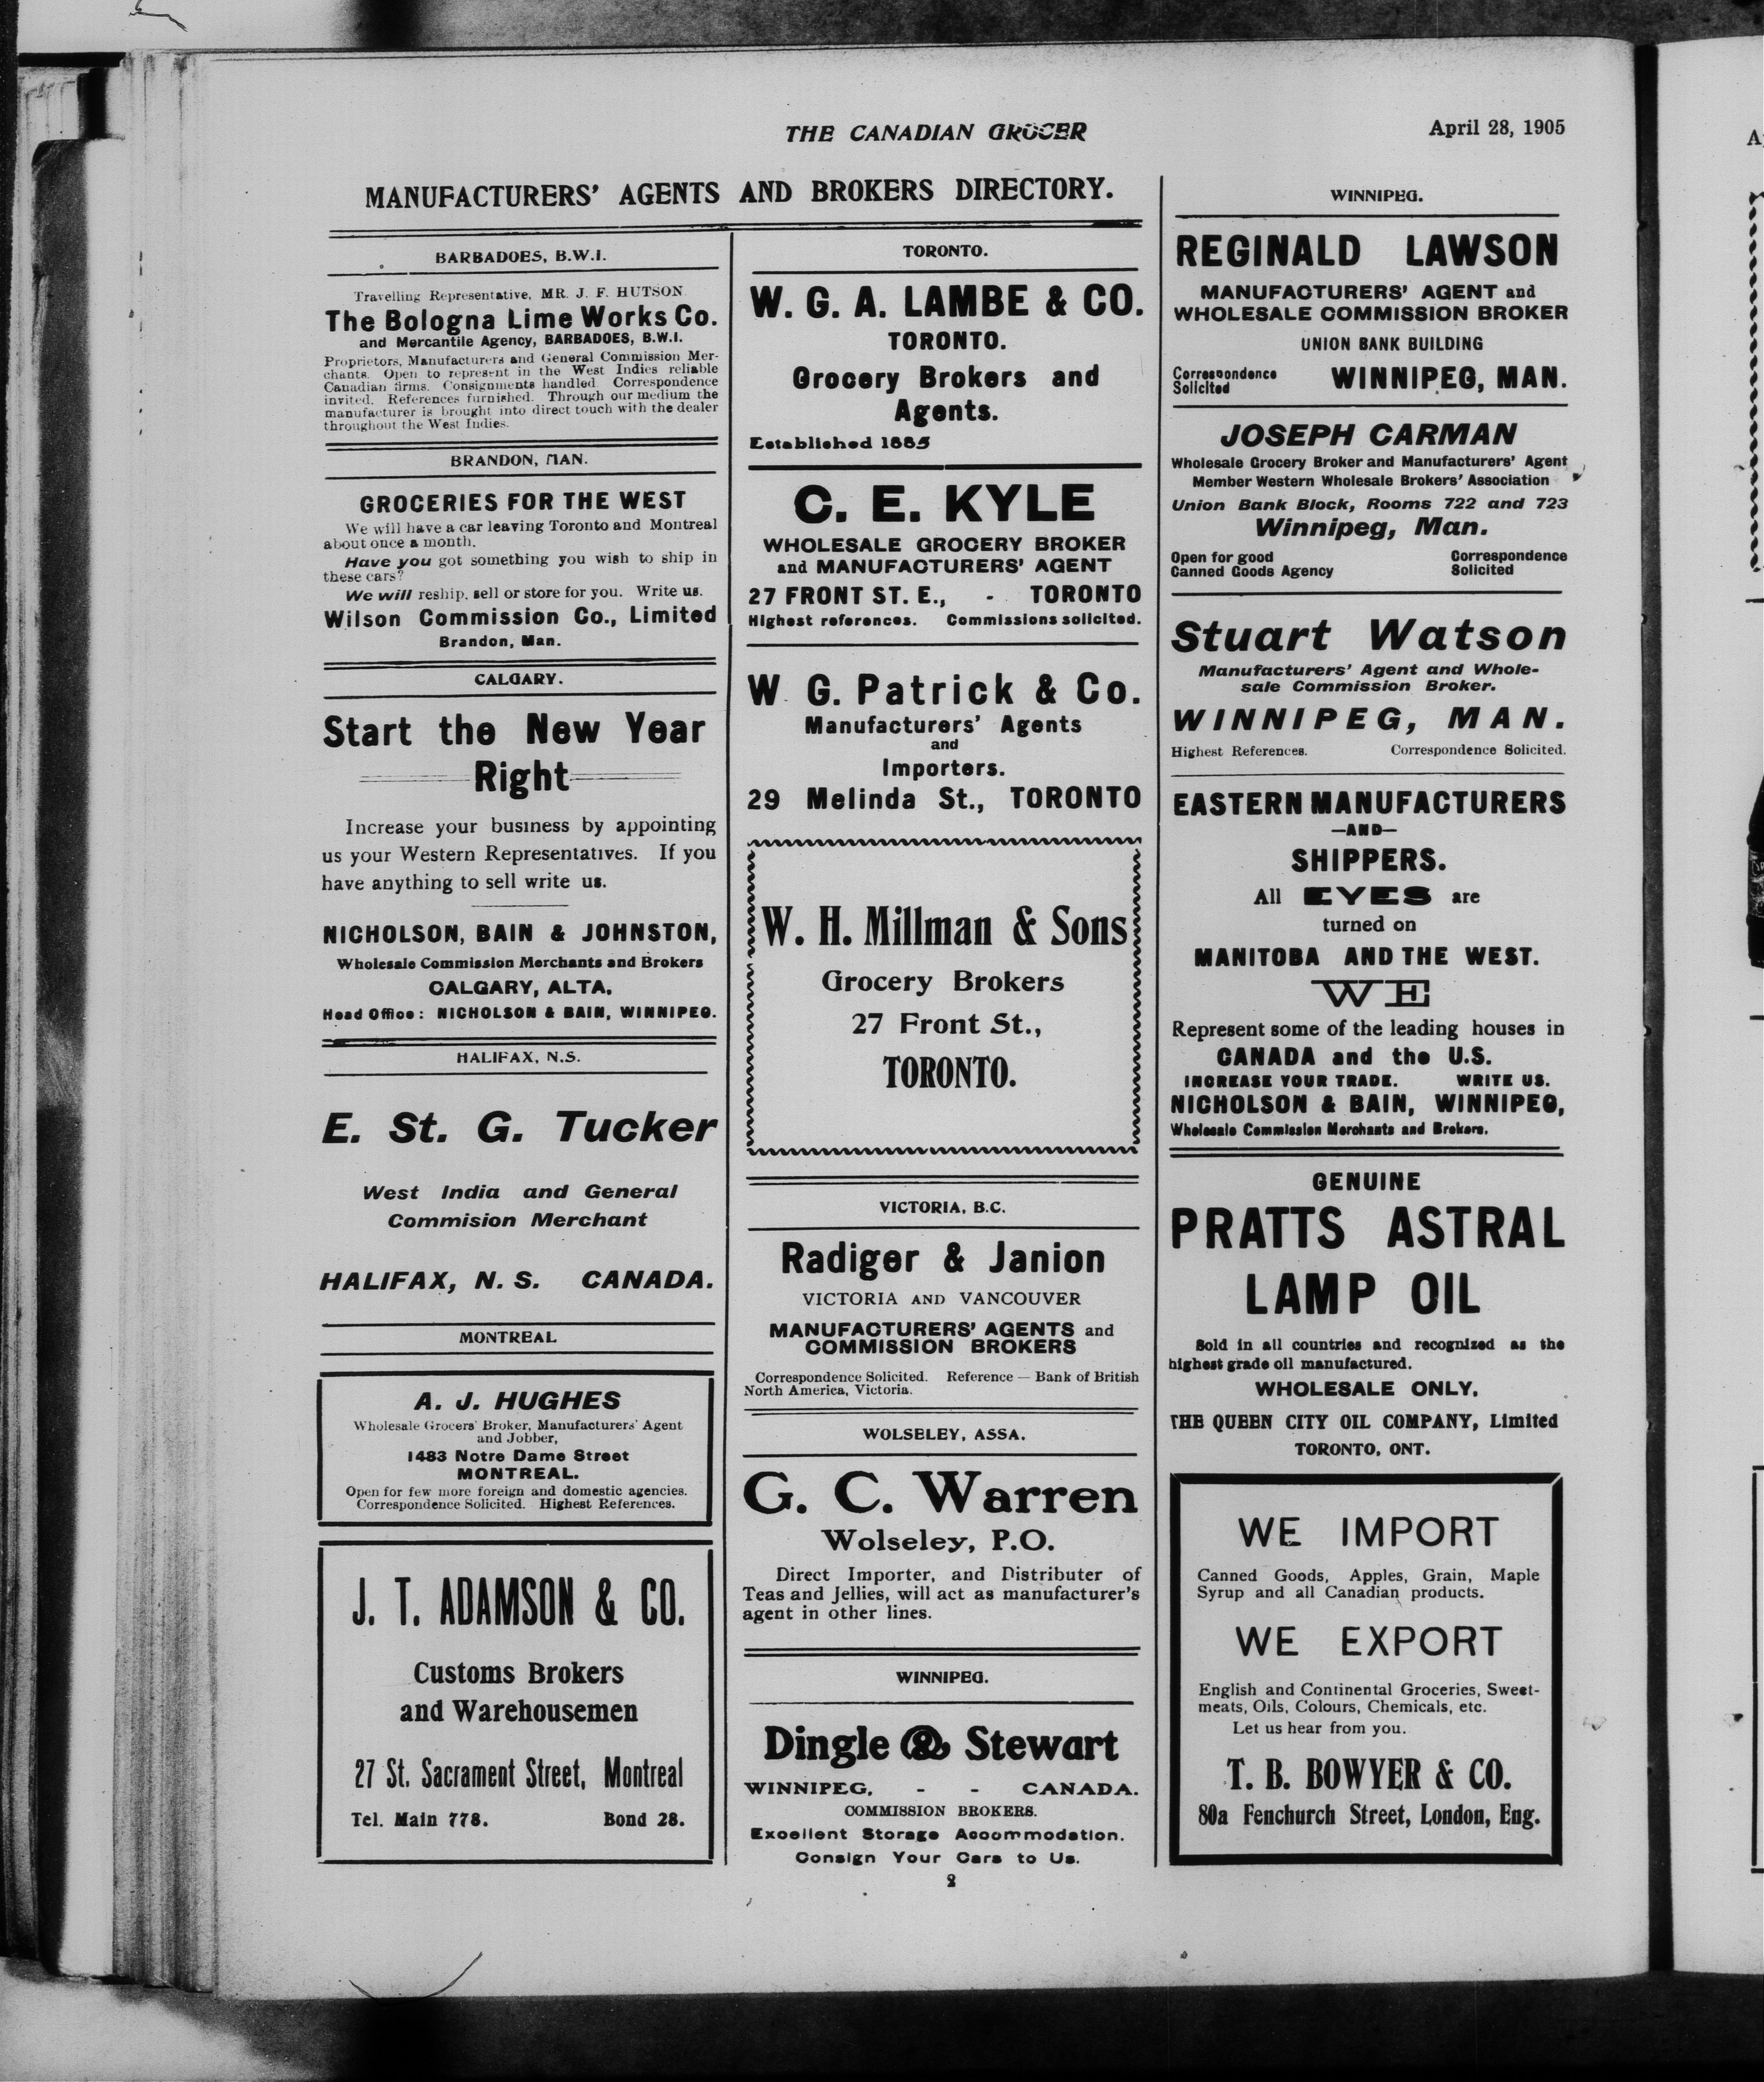 THE CANADIAN GROCER
April 28, 1905
MANUFACTURERS' AGENTS AND BROKERS DIRECTORY.
BARBADOES, B.W.I.
Travelling Representative, MR. J. F. HUTSON
The Bologna Lime Works Co.
and Mercantile Agency, BARBADOES, B.W.I.
Proprietors, Manufacturers and General Commission Mer-
chants. Open to represent in the West Indies reliable
Canadian firms. Consignments handled. Correspondence
invited. References furnished. Through our medium the
manufacturer is brought into direct touch with the dealer
throughout the West Indies.
BRANDON, MAN.
GROCERIES FOR THE WEST
We will have a car leaving Toronto and Montreal
about once a month.
Have you got something you wish to ship in
these cars?
We will reship, sell or store for you. Write us.
Wilson Commission Co., Limited
Brandon, Man.
CALGARY.
Start the New Year
Right
Increase your business by appointing
us your Western Representatives. If you
have anything to sell write us.
NICHOLSON, BAIN & JOHNSTON,
Wholesale Commission Merchants and Brokers
CALGARY, ALTA.
Head Office: NICHOLSON & BAIN, WINNIPEG.
HALIFAX, N.S.
E. St. G. Tucker
West India and General
Commision Merchant
HALIFAX, N. S. CANADA.
MONTREAL
A. J. HUGHES
Wholesale Grocers' Broker, Manufacturers' Agent
and Jobber,
1483 Notre Dame Street
MONTREAL.
Open for few more foreign and domestic agencies.
Correspondence Solicited. Highest References.
J. T. ADAMSON & CO.
Customs Brokers
and Warehousemen
27 St. Sacrament Street, Montreal
Tel. Main 778. Bond 28.
TORONTO.
W. G. A. LAMBE & CO.
TORONTO.
Grocery Brokers and
Agents.
Established 1885
C. E. KYLE
WHOLESALE GROCERY BROKER
and MANUFACTURERS' AGENT
27 FRONT ST. E., - TORONTO
Highest references. Commissions solicited.
W. G. Patrick & Co.
Manufacturers' Agents
and
Importers.
29 Melinda St., TORONTO
W. H. Millman & Sons
Grocery Brokers
27 Front St.,
TORONTO.
VICTORIA, B.C.
Radiger & Janion
VICTORIA AND VANCOUVER
MANUFACTURERS' AGENTS and
COMMISSION BROKERS
Correspondence Solicited. Reference — Bank of British
North America, Victoria.
WOLSELEY, ASSA.
G. C. Warren
Wolseley, P.O.
Direct Importer, and Distributer of
Teas and Jellies, will act as manufacturer's
agent in other lines.
WINNIPEG.
Dingle & Stewart
WINNIPEG, - - CANADA.
COMMISSION BROKERS.
Excellent Storage Accommodation.
Consign Your Cars to Us.
2
WINNIPEG.
REGINALD LAWSON
MANUFACTURERS' AGENT and
WHOLESALE COMMISSION BROKER
UNION BANK BUILDING
Correspondence
Solicited
WINNIPEG, MAN.
JOSEPH CARMAN
Wholesale Grocery Broker and Manufacturers' Agent
Member Western Wholesale Brokers' Association
Union Bank Block, Rooms 722 and 723
Winnipeg, Man.
Open for good Correspondence
Canned Goods Agency Solicited
Stuart Watson
Manufacturers' Agent and Whole-
sale Commission Broker.
WINNIPEG, MAN.
Highest References. Correspondence Solicited.
EASTERN MANUFACTURERS
—AND—
SHIPPERS.
All EYES are
turned on
MANITOBA AND THE WEST.
WE
Represent some of the leading houses in
CANADA and the U.S.
INCREASE YOUR TRADE. WRITE US.
NICHOLSON & BAIN, WINNIPEG,
Wholesale Commission Merchants and Brokers.
GENUINE
PRATTS ASTRAL
LAMP OIL
Sold in all countries and recognized as the
highest grade oil manufactured.
WHOLESALE ONLY.
THE QUEEN CITY OIL COMPANY, Limited
TORONTO, ONT.
WE IMPORT
Canned Goods, Apples, Grain, Maple
Syrup and all Canadian products.
WE EXPORT
English and Continental Groceries, Sweet-
meats, Oils, Colours, Chemicals, etc.
Let us hear from you.
T. B. BOWYER & CO.
80a Fenchurch Street, London, Eng.